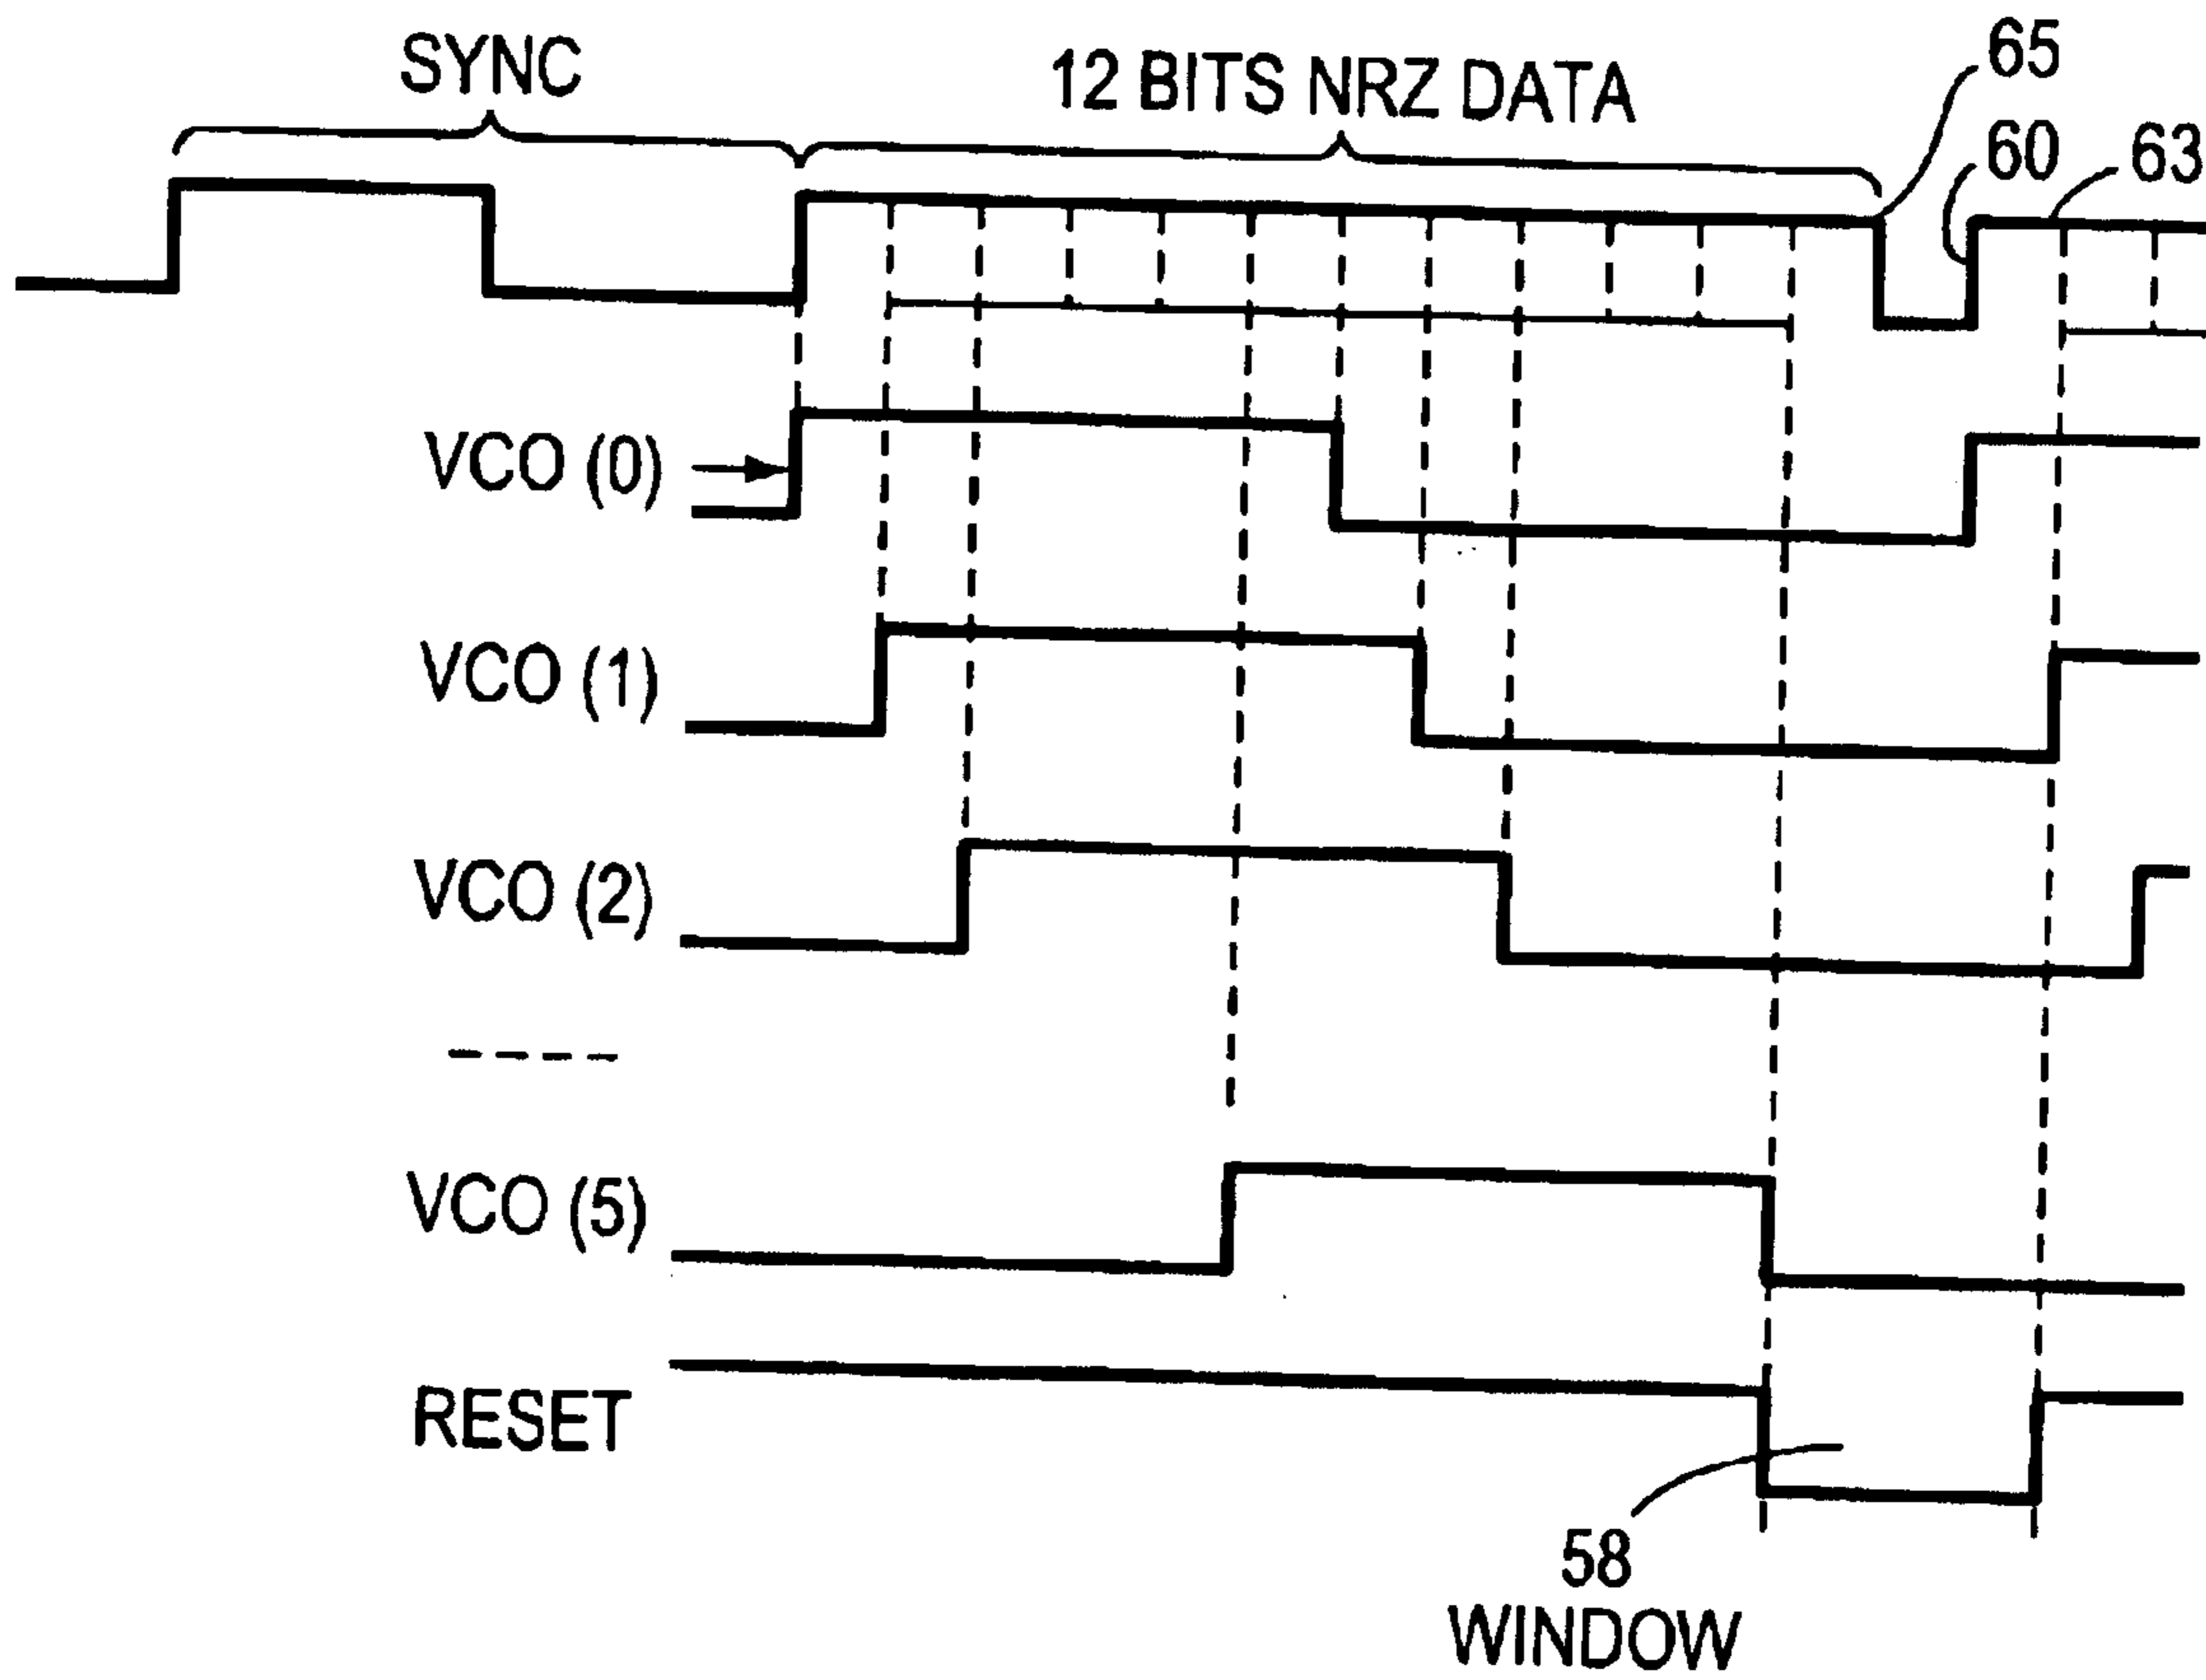 SYNC
12 BITS NRZ DATA
65
60
63
VCO (0)
VCO (1)
VCO (2)
VCO (5)
RESET
58
WINDOW